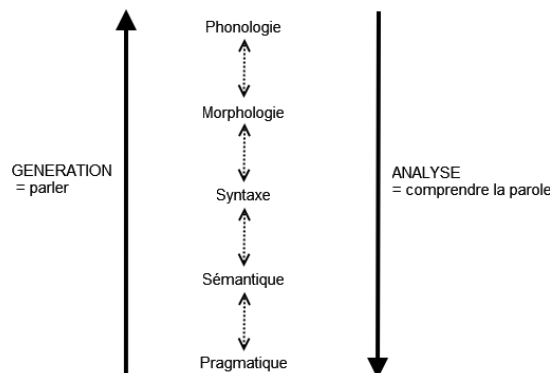 Phonologie
Morphologie
GENERATION
= parler
ANALYSE
= comprendre la parole
Syntaxe
Sémantique
Pragmatique